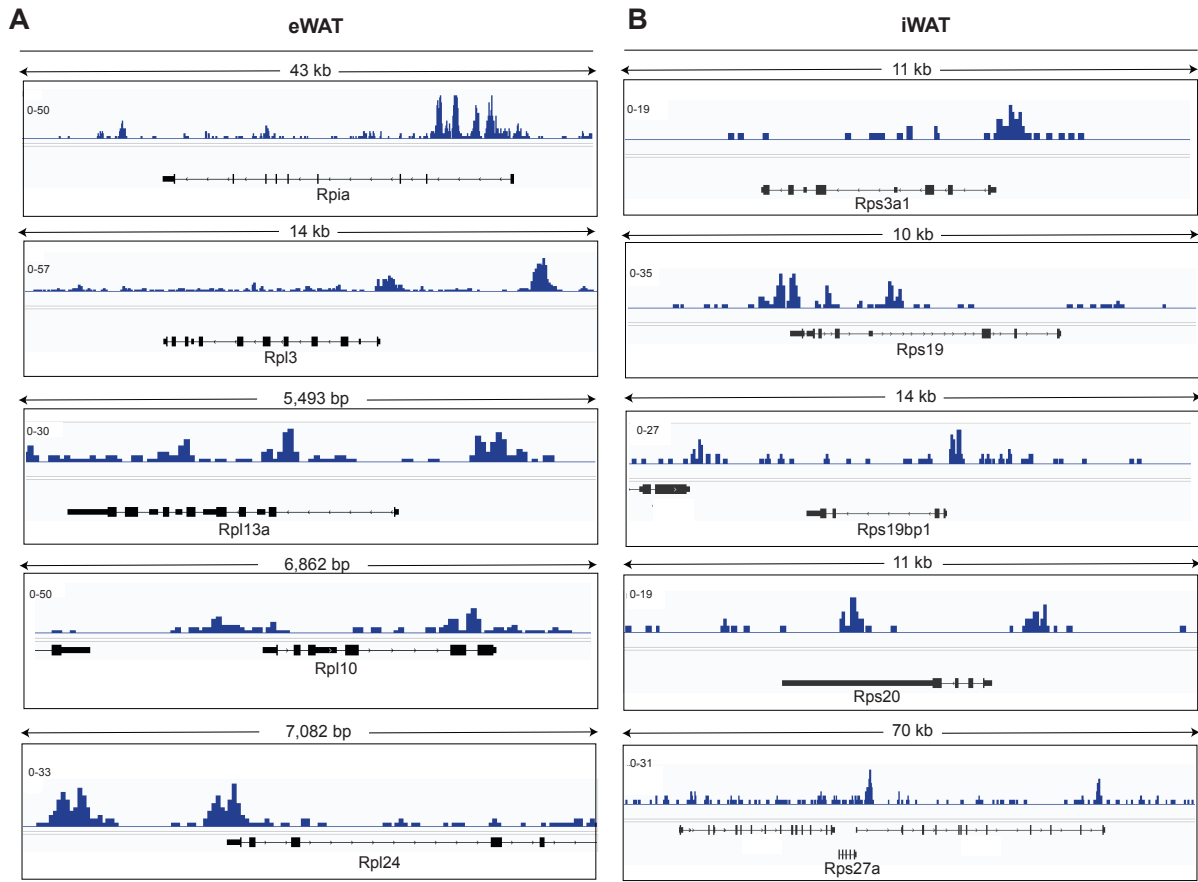 A
eWAT
43 kb
0-50
Rpia
14 kb
0-57
Rpl3
5,493 bp
0-30
Rpl13a
6,862 bp
0-50
Rpl10
7,082 bp
0-33
Rpl24
B
iWAT
11 kb
0-19
Rps3a1
10 kb
0-35
Rps19
14 kb
0-27
Rps19bp1
11 kb
0-19
Rps20
70 kb
0-31
Rps27a